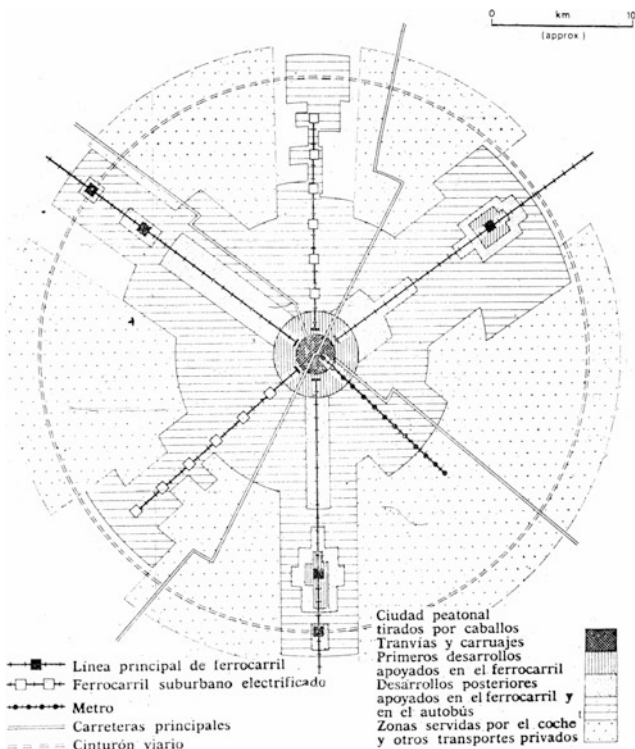 0 km 10
(approx)
Línea principal de ferrocarril
Ferrocarril suburbano electrificado
Metro
Carreteras principales
Cinturón viario
Ciudad peatonal
tirados por caballos
Tranvías y carruajes
Primeros desarrollos
apoyados en el ferrocarril
Desarrollos posteriores
apoyados en el ferrocarril y
en el autobús
Zonas servidas por el coche
y otros transportes privados